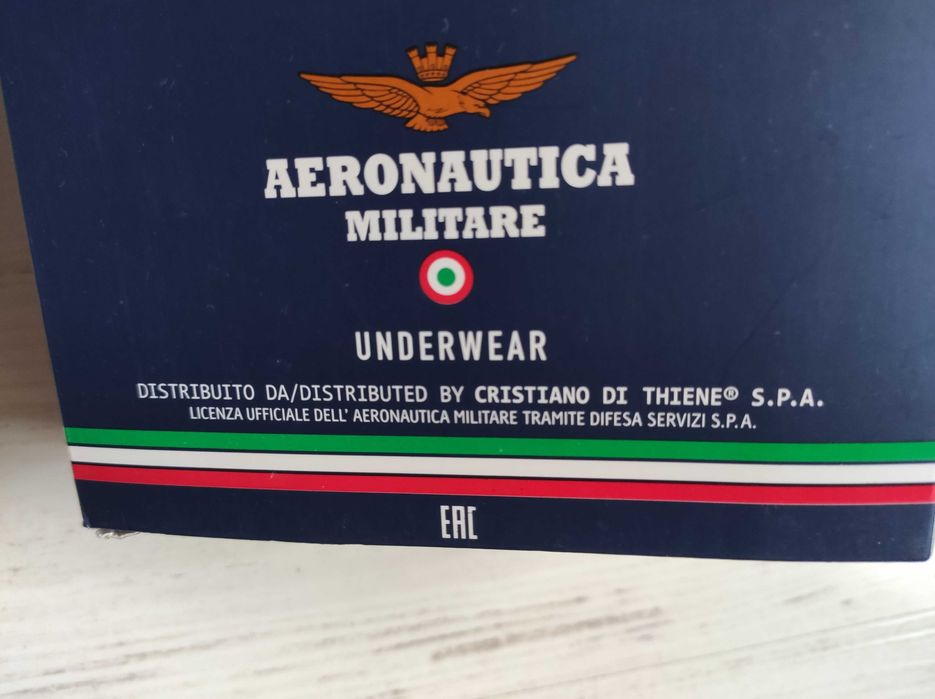 AERONAUTICA
MILITARE
UNDERWEAR
DISTRIBUITO DA/DISTRIBUTED BY CRISTIANO DI THIENE® S.P.A.
LICENZA UFFICIALE DELL' AERONAUTICA MILITARE TRAMITE DIFESA SERVIZI S.P.A.
EAC